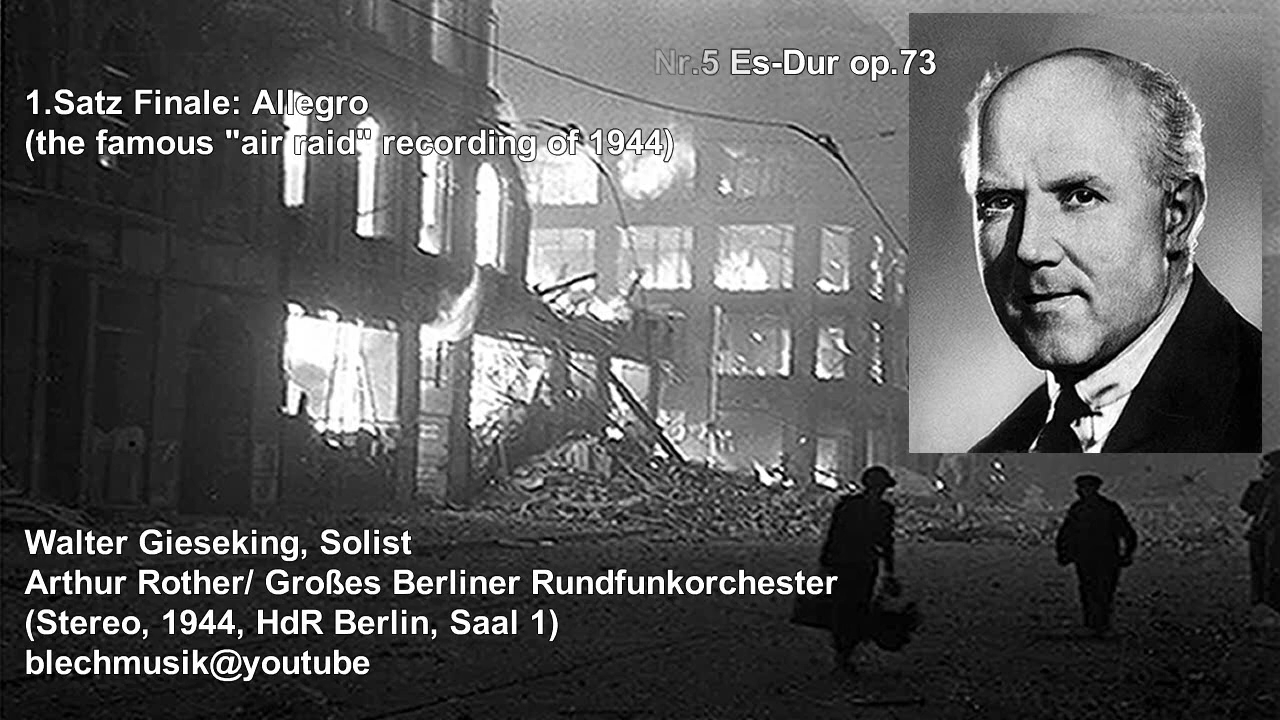 Nr.5 Es-Dur op.73
1.Satz Finale: Allegro
(the famous "air raid" recording of 1944)
Walter Gieseking, Solist
Arthur Rother/ Großes Berliner Rundfunkorchester
(Stereo, 1944, HdR Berlin, Saal 1)
blechmusik@youtube